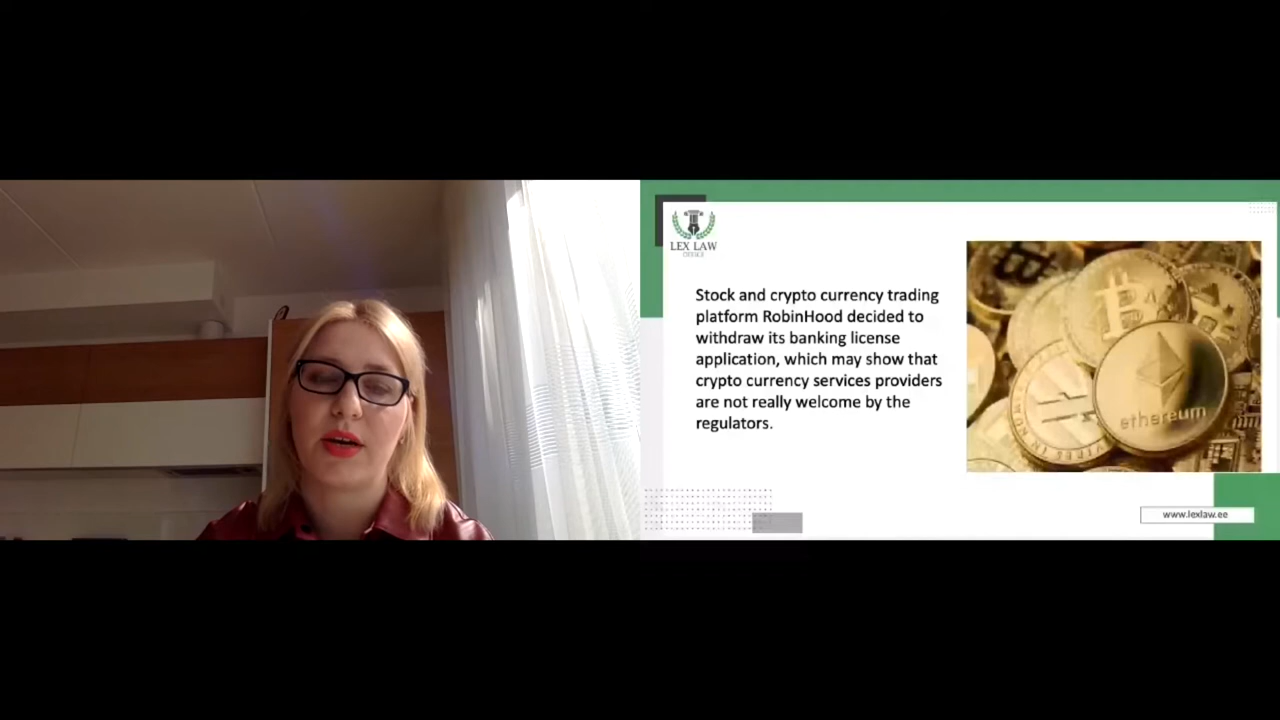 LEX LAW
OFFICE
Stock and crypto currency trading
platform RobinHood decided to
withdraw its banking license
application, which may show that
crypto currency services providers
are not really welcome by the
regulators.
ethereum
www.lexlaw.ee